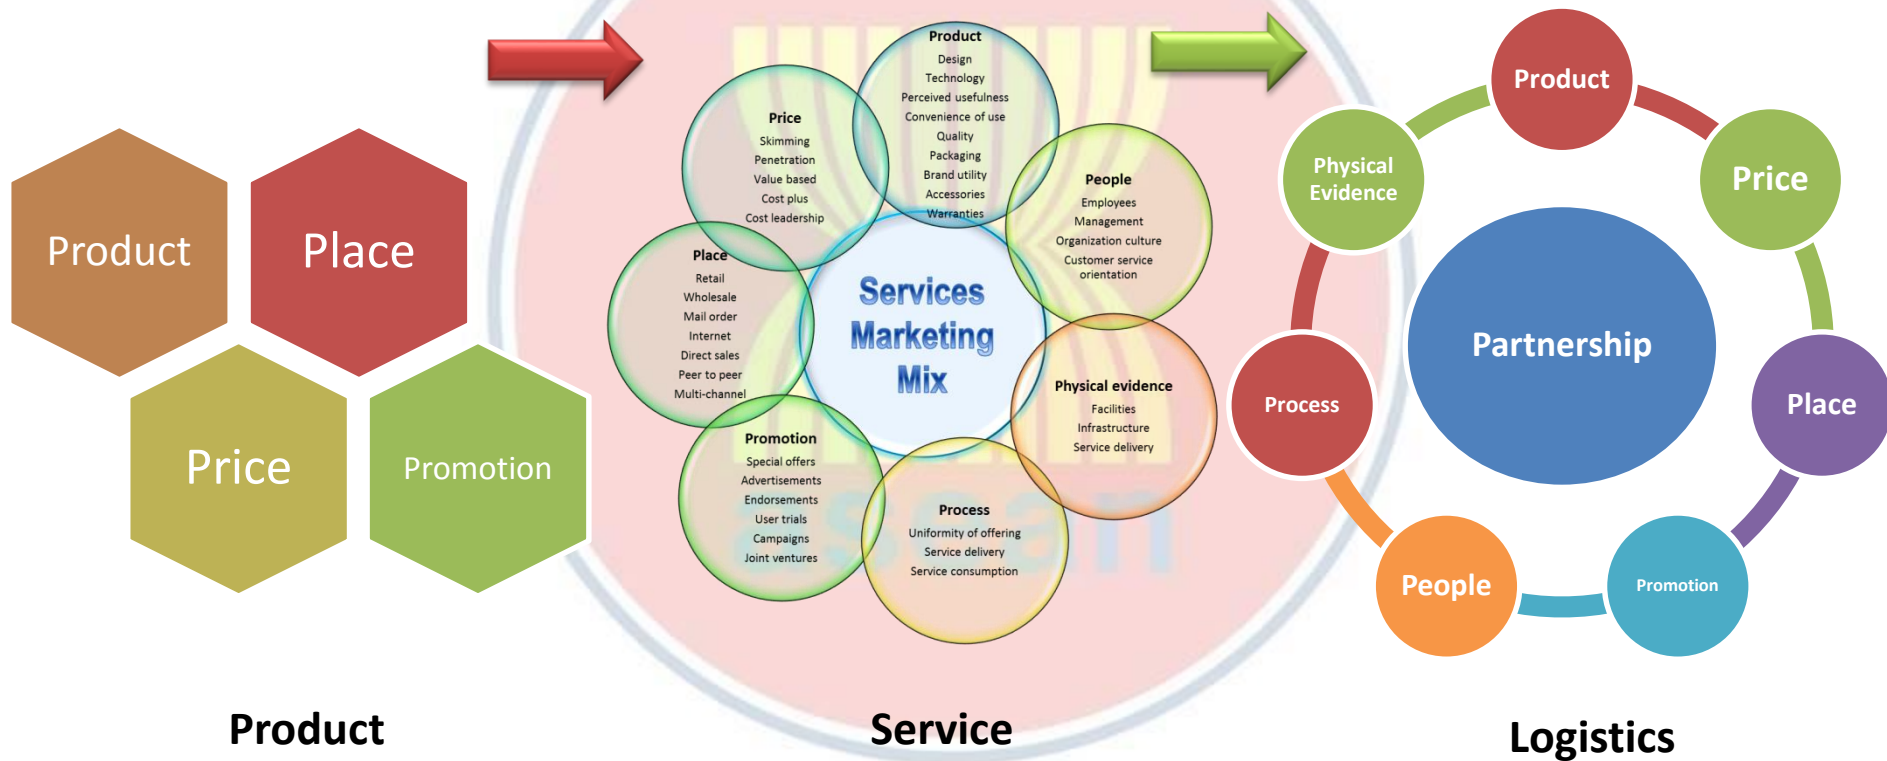 Product
Place
Price
Promotion
Product
Product
Design
Technology
Perceived usefulness
Convenience of use
Quality
Packaging
Brand utility
Accessories
Warranties
Price
Skimming
Penetration
Value based
Cost plus
Cost leadership
People
Employees
Management
Organization culture
Customer service
orientation
Place
Retail
Wholesale
Mail order
Internet
Direct sales
Peer to peer
Multi-channel
Services
Marketing
Mix
Physical evidence
Facilities
Infrastructure
Service delivery
Promotion
Special offers
Advertisements
Endorsements
User trials
Campaigns
Joint ventures
Process
Uniformity of offering
Service delivery
Service consumption
asean
Service
Product
Physical
Evidence
Price
Partnership
Process
Place
People
Promotion
Logistics